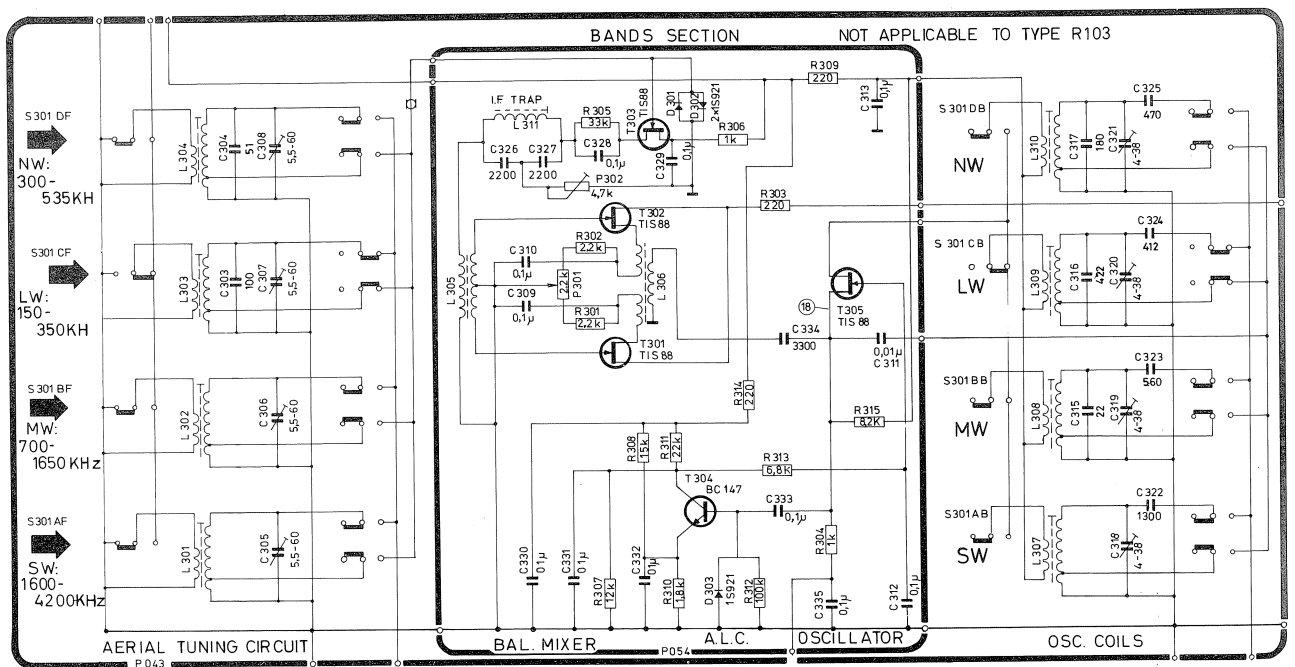 BANDS SECTION
NOT APPLICABLE TO TYPE R103
S301 DF
NW:
300-
535KH
L304
C304
51
C308
5,5-60
S301 CF
LW:
150-
350KH
L303
C303
100
C307
5,5-60
S301 BF
MW:
700-
1650 KHz
L302
C306
5,5-60
S301 AF
SW:
1600-
4200KHz
L301
C305
5,5-60
AERIAL TUNING CIRCUIT
P043
I.F TRAP
L311
R305
33k
C326
2200
C327
2200
C328
0,1µ
T303
TIS88
D301
D302
2x1S921
C329
0,1µ
R306
1k
P302
4,7k
R309
220
C313
0,1µ
R303
220
T302
TIS 88
L305
C310
0,1µ
C309
0,1µ
R302
2,2k
2,2k
P301
R301
2,2k
L306
T301
TIS 88
18
T305
TIS 88
C334
3300
0,01µ
C311
R314
220
R315
8,2K
R308
15k
R311
22k
R313
6,8k
T304
BC 147
C333
0,1µ
R304
1k
C330
0,1µ
C331
0,1µ
R307
12k
C332
0,1µ
R310
1,8k
D303
1S921
R312
100k
C335
0,1µ
C312
0,1µ
BAL. MIXER
P054
A.L.C.
OSCILLATOR
S301DB
NW
L310
C317
180
C321
4-38
C325
470
S 301 CB
LW
L309
C316
422
C320
4-38
C324
412
S301BB
MW
L308
C315
22
C319
4-38
C323
560
S301AB
SW
L307
C318
4-38
C322
1300
OSC. COILS